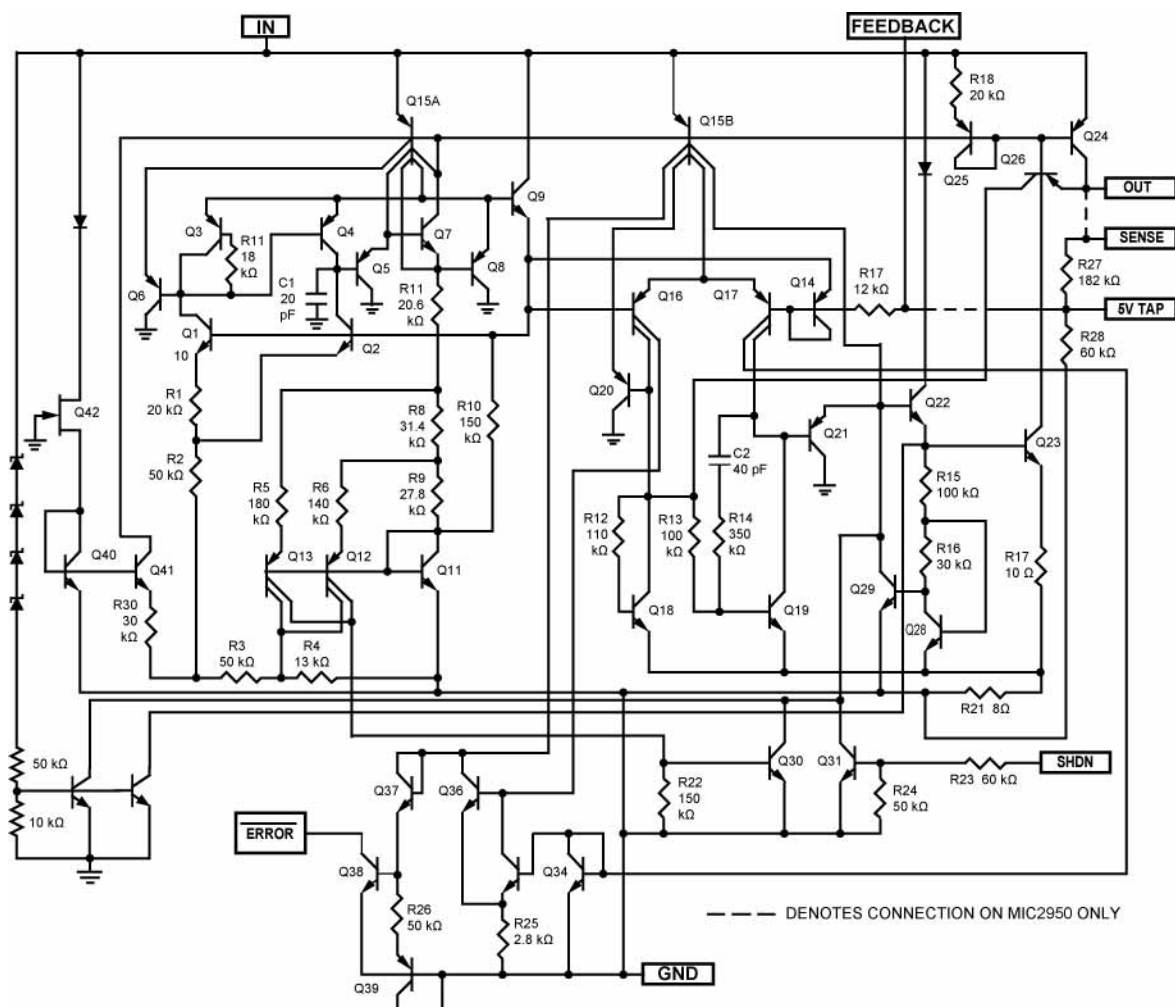 IN
FEEDBACK
R18
20 kΩ
Q15A
Q15B
Q24
Q25
Q26
OUT
SENSE
R27
182 kΩ
5V TAP
R28
60 kΩ
Q9
Q3
R11
18
kΩ
Q4
Q7
Q5
Q8
Q6
C1
20
pF
R11
20.6
kΩ
Q16
Q17
Q14
R17
12 kΩ
Q1
10
Q2
R1
20 kΩ
R8
31.4
kΩ
R10
150
kΩ
Q20
Q22
Q42
R2
50 kΩ
R9
27.8
kΩ
R5
180
kΩ
R6
140
kΩ
C2
40 pF
Q21
Q23
R15
100 kΩ
R12
110
kΩ
R13
100
kΩ
R14
350
kΩ
R16
30 kΩ
R17
10 Ω
Q40
Q41
Q13
Q12
Q11
Q18
Q19
Q29
Q28
R30
30
kΩ
R3
50 kΩ
R4
13 kΩ
R21 8Ω
50 kΩ
10 kΩ
Q37
Q36
R22
150
kΩ
Q30
Q31
R24
50 kΩ
R23 60 kΩ
SHDN
ERROR
Q38
Q34
R26
50 kΩ
R25
2.8 kΩ
DENOTES CONNECTION ON MIC2950 ONLY
Q39
GND